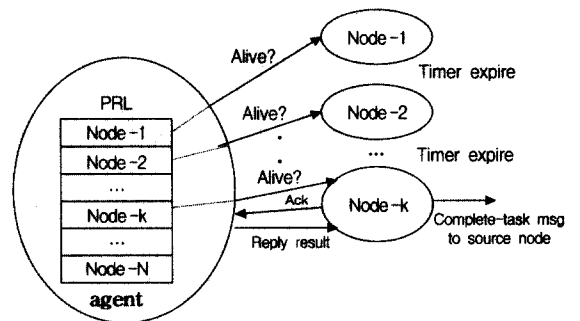 Node-1
Alive?
Timer expire
PRL
Node-1
Alive?
Node-2
Node-2
...
...
Timer expire
Alive?
Node-k
Ack
Node-k
Complete-task msg
to source node
...
Reply result
Node-N
agent